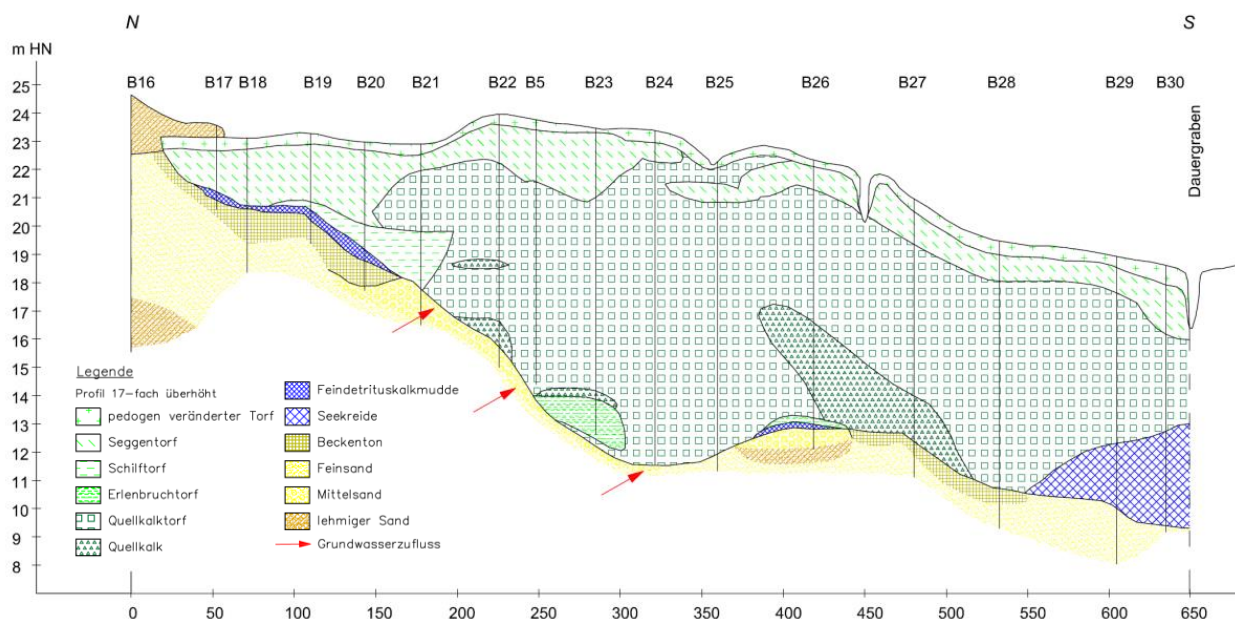 N S
m HN
B16 B17 B18 B19 B20 B21 B22 B5 B23 B24 B25 B26 B27 B28 B29 B30
25
24
23
22
21
20
19
18
17
16
15
14
13
12
11
10
9
8
Dauergraben
Legende
Profil 17-fach überhöht
pedogen veränderter Torf
Seggentorf
Schilftorf
Erlenbruchtorf
Quellkalktorf
Quellkalk
Feindetrituskalkmudde
Seekreide
Beckenton
Feinsand
Mittelsand
lehmiger Sand
Grundwasserzufluss
0 50 100 150 200 250 300 350 400 450 500 550 600 650